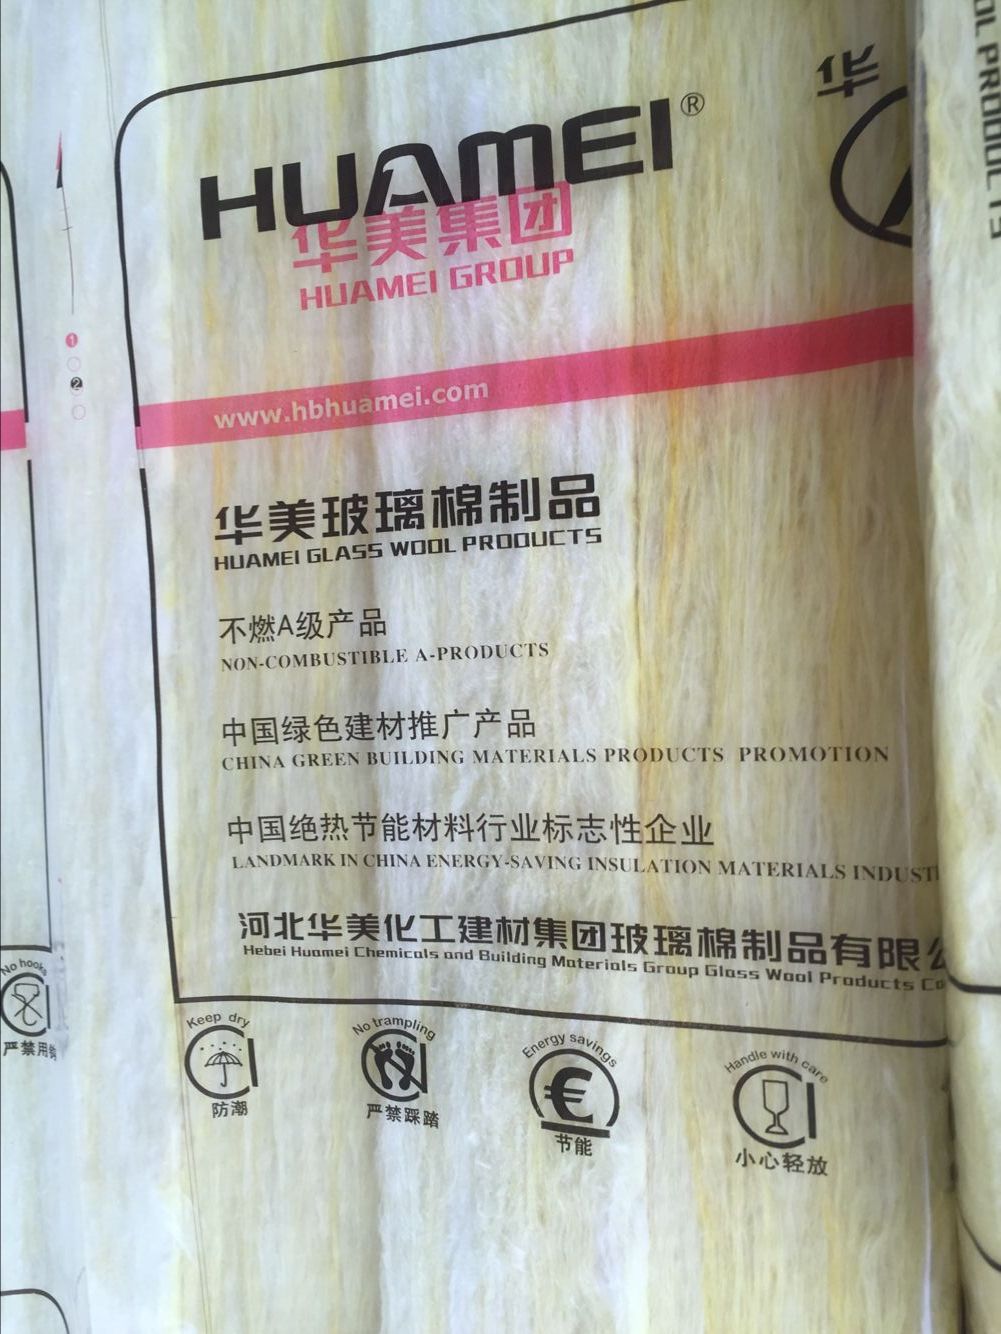 HUAMEI®
华美集团
HUAMEI GROUP
华
www.hbhuamei.com
华美玻璃棉制品
HUAMEI GLASS WOOL PRODUCTS
不燃A级产品
NON-COMBUSTIBLE A-PRODUCTS
中国绿色建材推广产品
CHINA GREEN BUILDING MATERIALS PRODUCTS PROMOTION
中国绝热节能材料行业标志性企业
LANDMARK IN CHINA ENERGY-SAVING INSULATION MATERIALS
河北华美化工建材集团玻璃棉制品有限
Hebei Huamei Chemicals and Building Materials Group Glass Wool Products Co
No hooks
严禁用钩
Keep dry
防潮
No trampling
严禁踩踏
Energy savings
€
节能
Handle with care
小心轻放
1
2
PRODUCTS